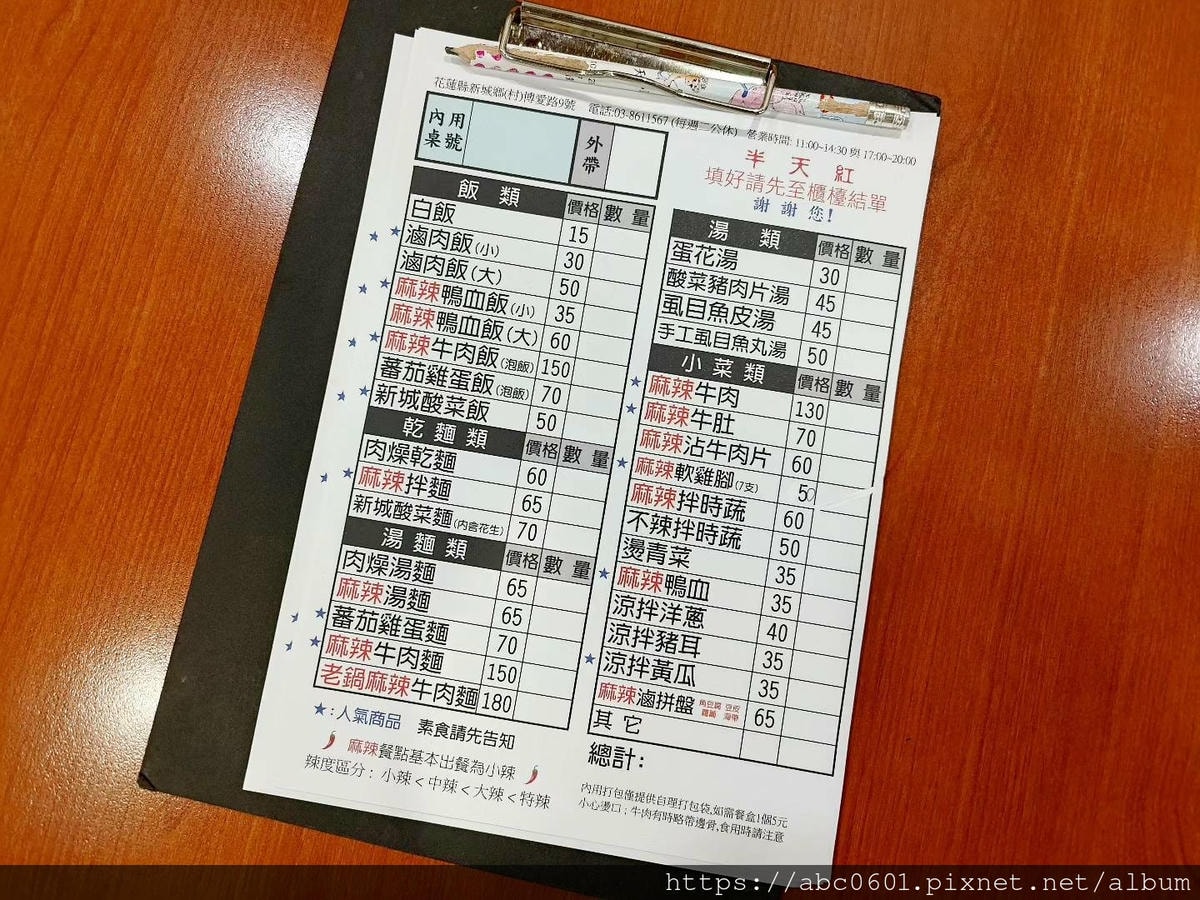 花蓮縣新城鄉(村)博愛路9號 電話:03-8611567 (每週二公休) 營業時間: 11:00~14:30 與 17:00~20:00
內用桌號 外帶
半天紅
填好請先至櫃檯結單
謝謝您!
飯類 價格 數量
白飯 15
★ 滷肉飯(小) 30
滷肉飯(大) 50
★ 麻辣鴨血飯(小) 35
麻辣鴨血飯(大) 60
★ 麻辣牛肉飯(泡飯) 150
蕃茄雞蛋飯(泡飯) 70
★ 新城酸菜飯 50
乾麵類 價格 數量
肉燥乾麵 60
★ 麻辣拌麵 65
新城酸菜麵(內含花生) 70
湯麵類 價格 數量
肉燥湯麵 65
麻辣湯麵 65
★ 蕃茄雞蛋麵 70
★ 麻辣牛肉麵 150
老鍋麻辣牛肉麵 180
★:人氣商品 素食請先告知
麻辣餐點基本出餐為小辣
辣度區分: 小辣<中辣<大辣<特辣
湯類 價格 數量
蛋花湯 30
酸菜豬肉片湯 45
虱目魚皮湯 45
手工虱目魚丸湯 50
小菜類 價格 數量
★ 麻辣牛肉 130
★ 麻辣牛肚 70
麻辣沾牛肉片 60
★ 麻辣軟雞腳(7支) 50
麻辣拌時蔬 60
不辣拌時蔬 50
燙青菜 35
★ 麻辣鴨血 35
涼拌洋蔥 40
涼拌豬耳 35
★ 涼拌黃瓜 35
麻辣滷拼盤 65
其它
總計:
內用打包僅提供自理打包袋,如需餐盒1個5元
小心燙口;牛肉有時略帶邊骨,食用時請注意
https://abc0601.pixnet.net/album